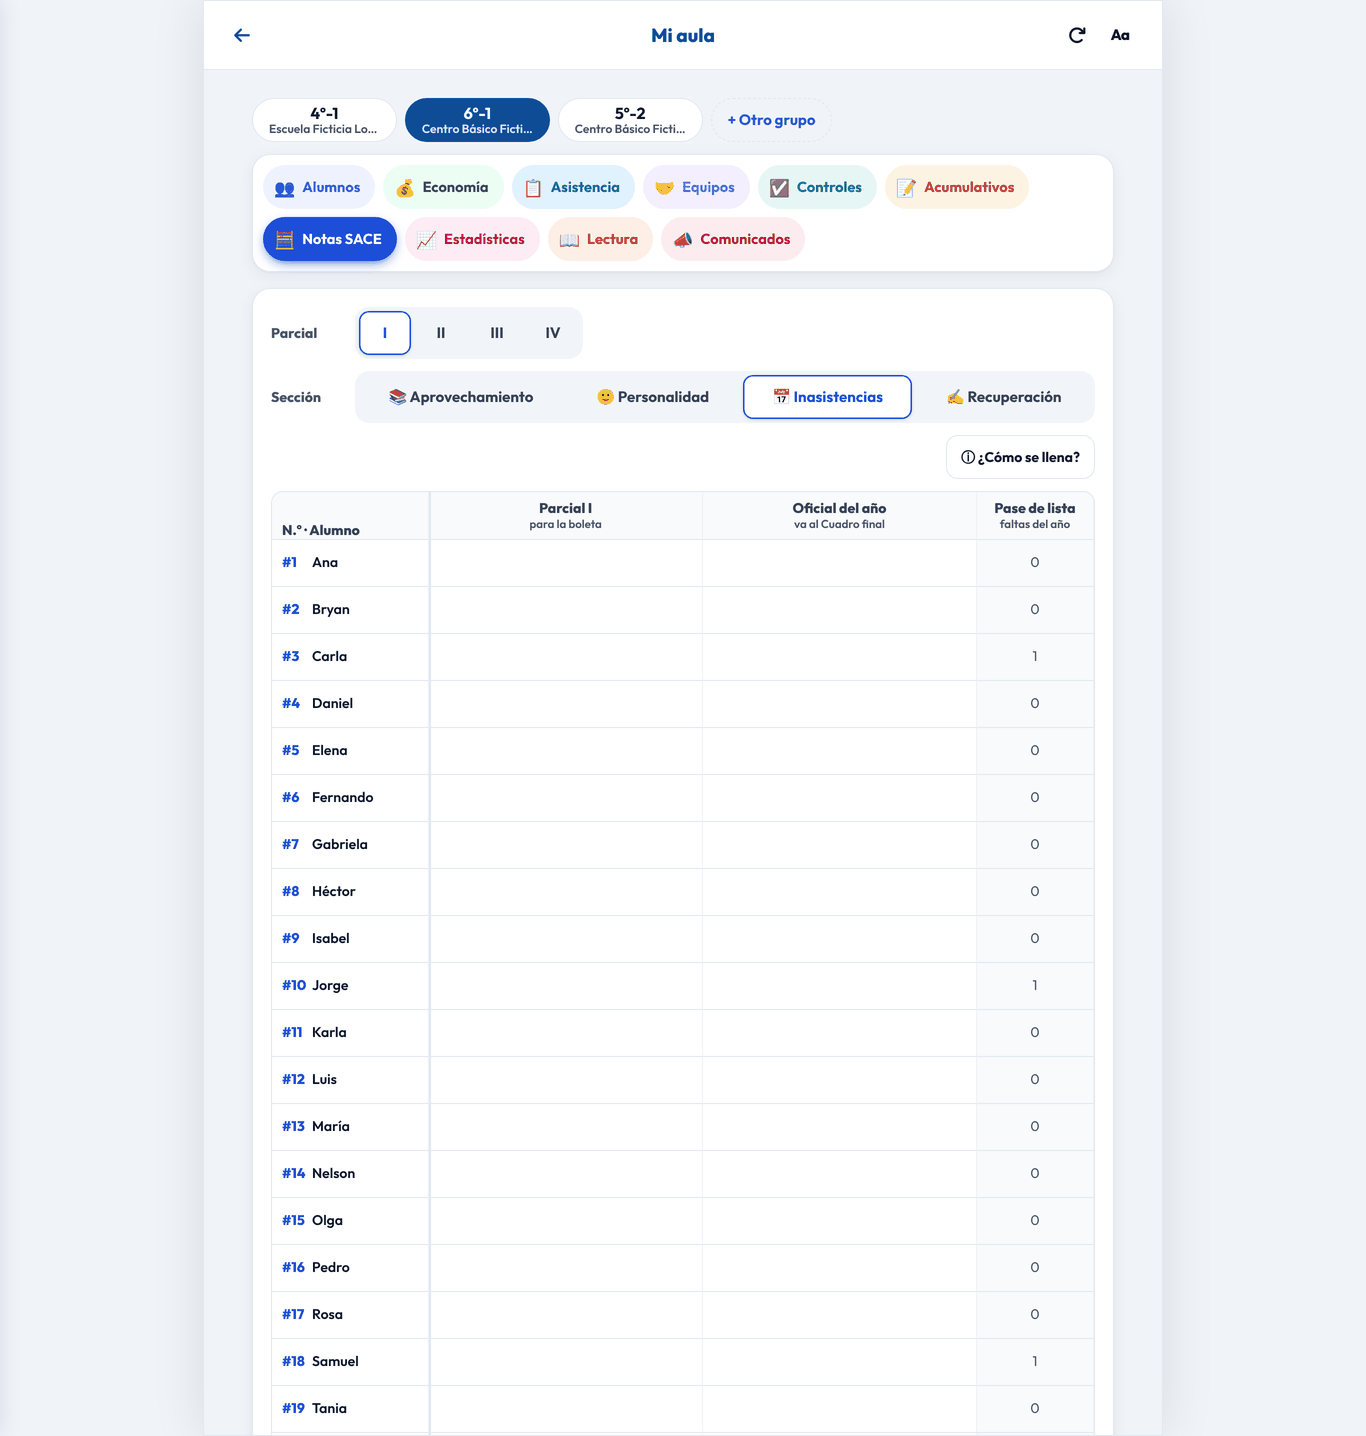 Mi aula
Aa
4°-1
Escuela Ficticia Lo...
6°-1
Centro Básico Ficti...
5°-2
Centro Básico Ficti...
+ Otro grupo
Alumnos
Economía
Asistencia
Equipos
Controles
Acumulativos
Notas SACE
Estadísticas
Lectura
Comunicados
Parcial
I
II
III
IV
Sección
Aprovechamiento
Personalidad
Inasistencias
Recuperación
ⓘ ¿Cómo se llena?
N.º · Alumno
Parcial I
para la boleta
Oficial del año
va al Cuadro final
Pase de lista
faltas del año
#1 Ana 0
#2 Bryan 0
#3 Carla 1
#4 Daniel 0
#5 Elena 0
#6 Fernando 0
#7 Gabriela 0
#8 Héctor 0
#9 Isabel 0
#10 Jorge 1
#11 Karla 0
#12 Luis 0
#13 María 0
#14 Nelson 0
#15 Olga 0
#16 Pedro 0
#17 Rosa 0
#18 Samuel 1
#19 Tania 0